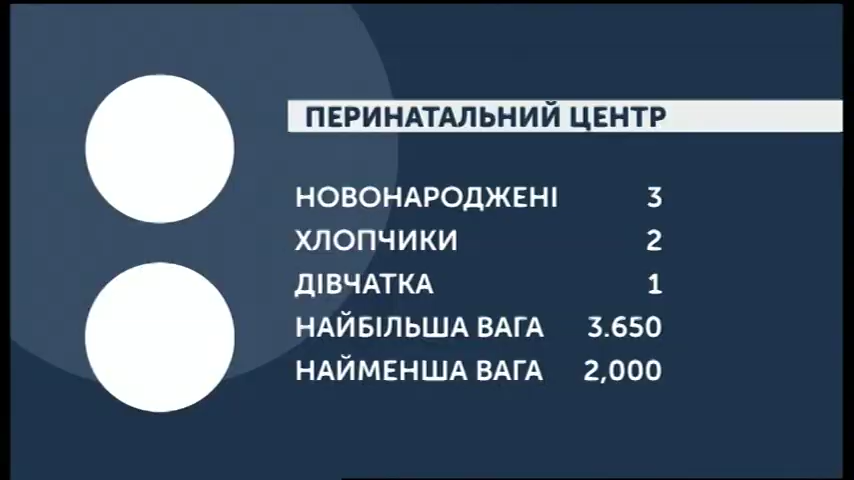 ПЕРИНАТАЛЬНИЙ ЦЕНТР
НОВОНАРОДЖЕНІ 3
ХЛОПЧИКИ 2
ДІВЧАТКА 1
НАЙБІЛЬША ВАГА 3.650
НАЙМЕНША ВАГА 2,000